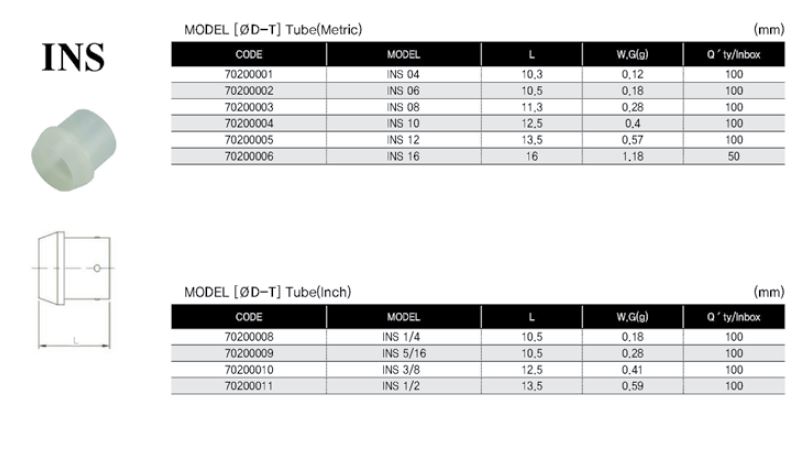 INS
MODEL [ØD-T] Tube(Metric) (mm)
CODE MODEL L W,G(g) Q´ty/Inbox
70200001 INS 04 10,3 0,12 100
70200002 INS 06 10,5 0,18 100
70200003 INS 08 11,3 0,28 100
70200004 INS 10 12,5 0,4 100
70200005 INS 12 13,5 0,57 100
70200006 INS 16 16 1,18 50
MODEL [ØD-T] Tube(Inch) (mm)
CODE MODEL L W,G(g) Q´ty/Inbox
70200008 INS 1/4 10,5 0,18 100
70200009 INS 5/16 10,5 0,28 100
70200010 INS 3/8 12,5 0,41 100
70200011 INS 1/2 13,5 0,59 100
L